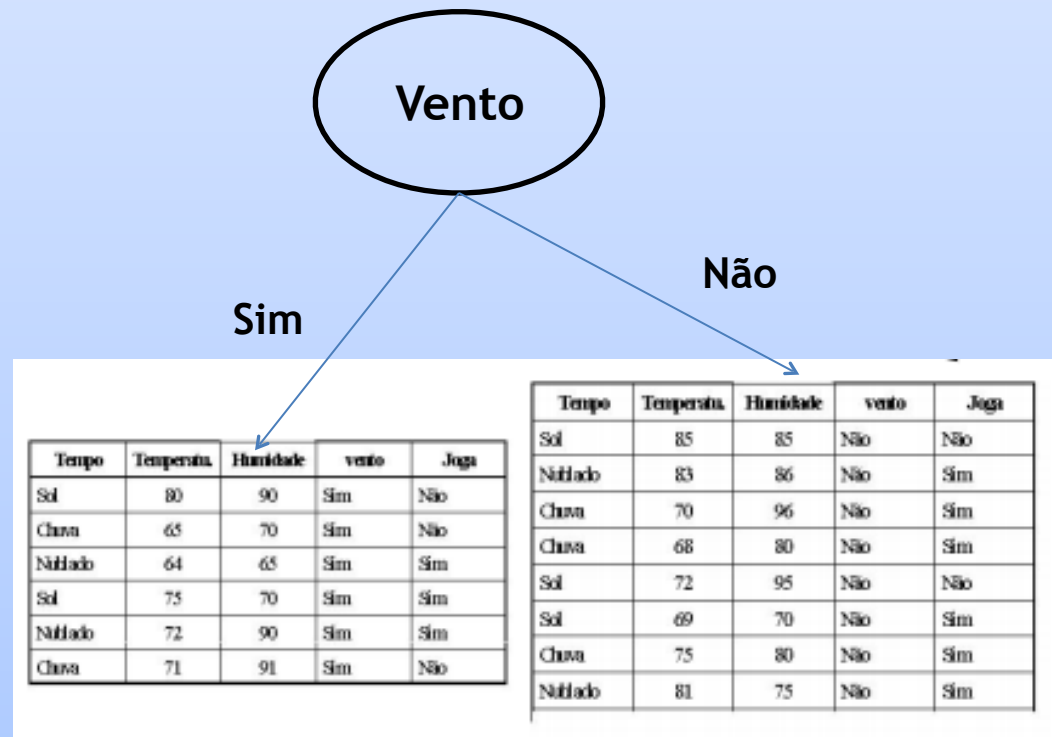 Vento
Não
Sim
Tempo Temperatu. Humidade vento Joga
Sol 80 90 Sim Não
Chuva 65 70 Sim Não
Nublado 64 65 Sim Sim
Sol 75 70 Sim Sim
Nublado 72 90 Sim Sim
Chuva 71 91 Sim Não
Tempo Temperatu. Humidade vento Joga
Sol 85 85 Não Não
Nublado 83 86 Não Sim
Chuva 70 96 Não Sim
Chuva 68 80 Não Sim
Sol 72 95 Não Não
Sol 69 70 Não Sim
Chuva 75 80 Não Sim
Nublado 81 75 Não Sim